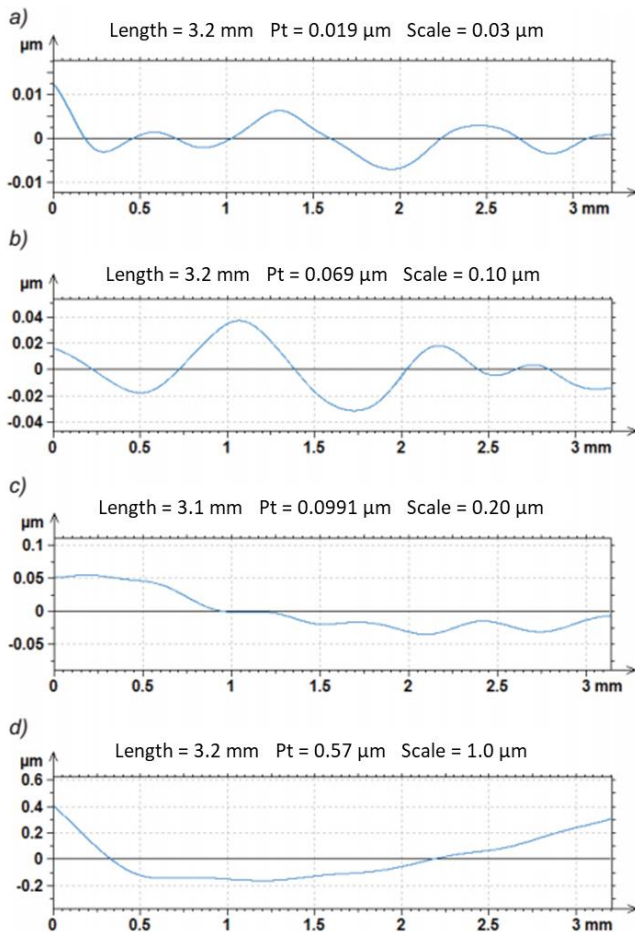 a)
Length = 3.2 mm Pt = 0.019 µm Scale = 0.03 µm
µm
0.01
0
-0.01
0 0.5 1 1.5 2 2.5 3 mm
b)
Length = 3.2 mm Pt = 0.069 µm Scale = 0.10 µm
µm
0.04
0.02
0
-0.02
-0.04
0 0.5 1 1.5 2 2.5 3 mm
c)
Length = 3.1 mm Pt = 0.0991 µm Scale = 0.20 µm
µm
0.1
0.05
0
-0.05
0 0.5 1 1.5 2 2.5 3 mm
d)
Length = 3.2 mm Pt = 0.57 µm Scale = 1.0 µm
µm
0.6
0.4
0.2
0
-0.2
0 0.5 1 1.5 2 2.5 3 mm